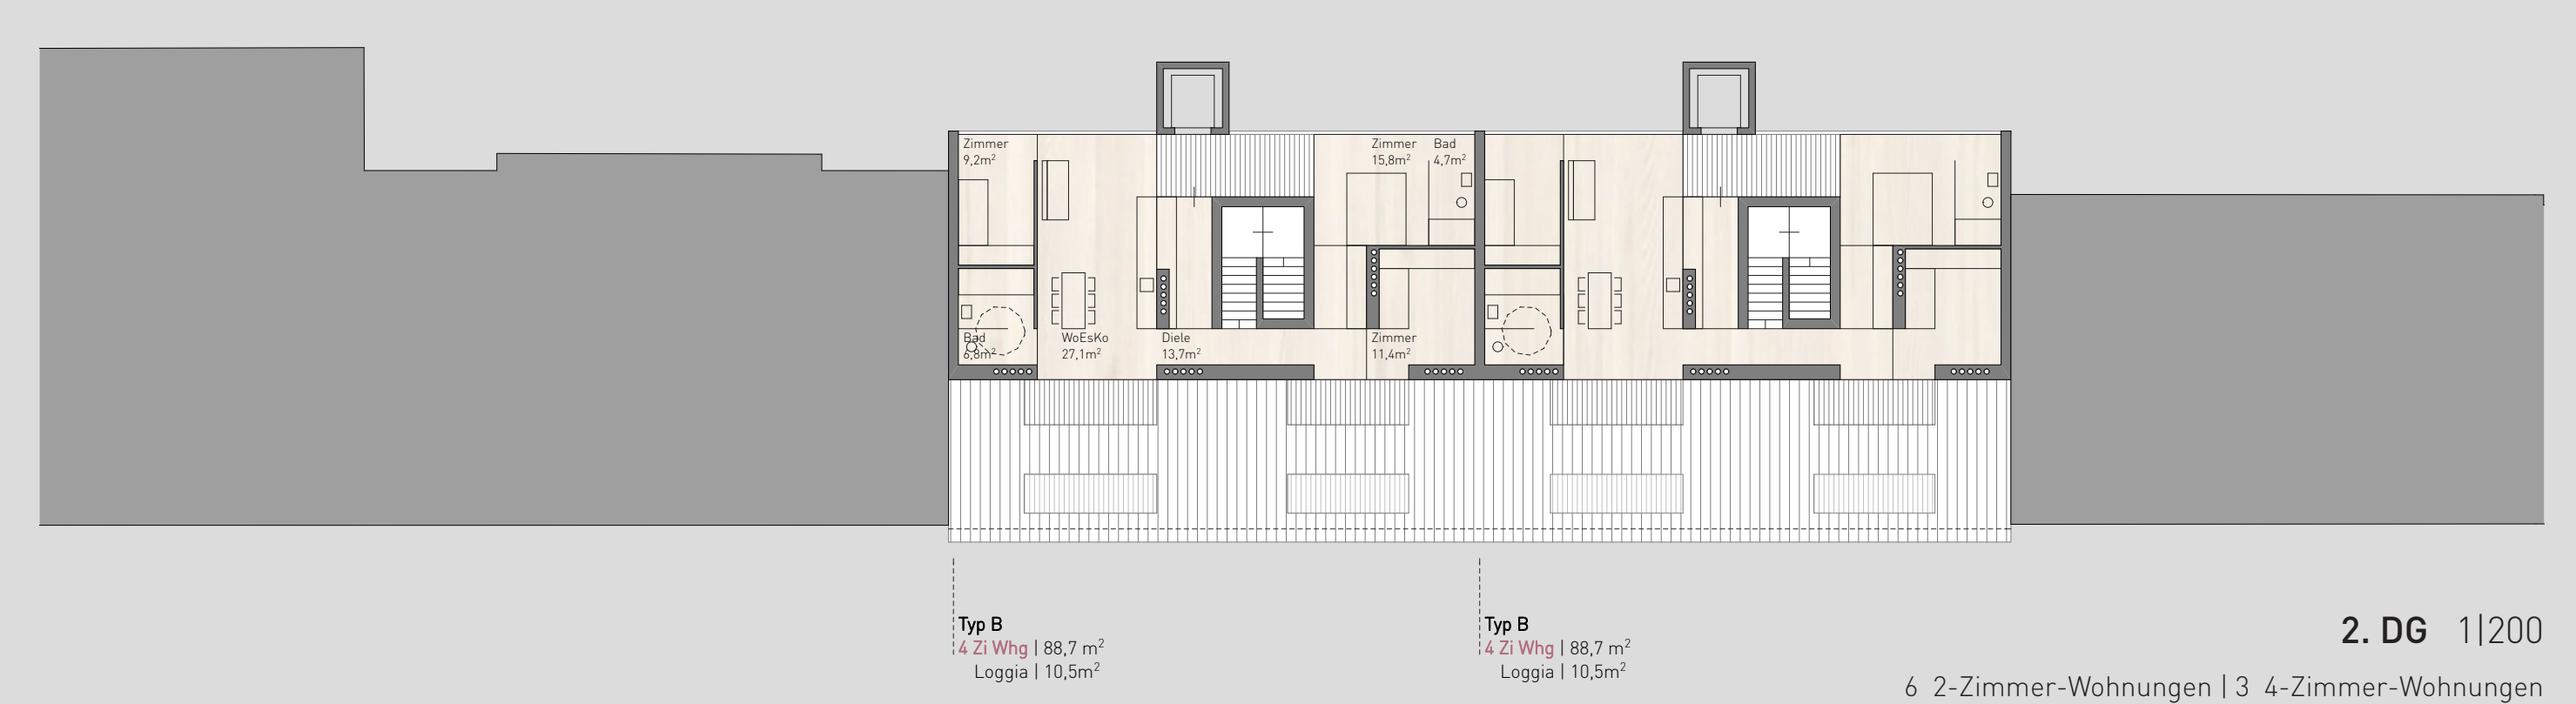 Zimmer
9,2m²
Zimmer
15,8m²
Bad
4,7m²
Bad
6,8m²
WoEsKo
27,1m²
Diele
13,7m²
Zimmer
11,4m²
Typ B
4 Zi Whg | 88,7 m²
Loggia | 10,5m²
Typ B
4 Zi Whg | 88,7 m²
Loggia | 10,5m²
2. DG 1|200
6 2-Zimmer-Wohnungen | 3 4-Zimmer-Wohnungen